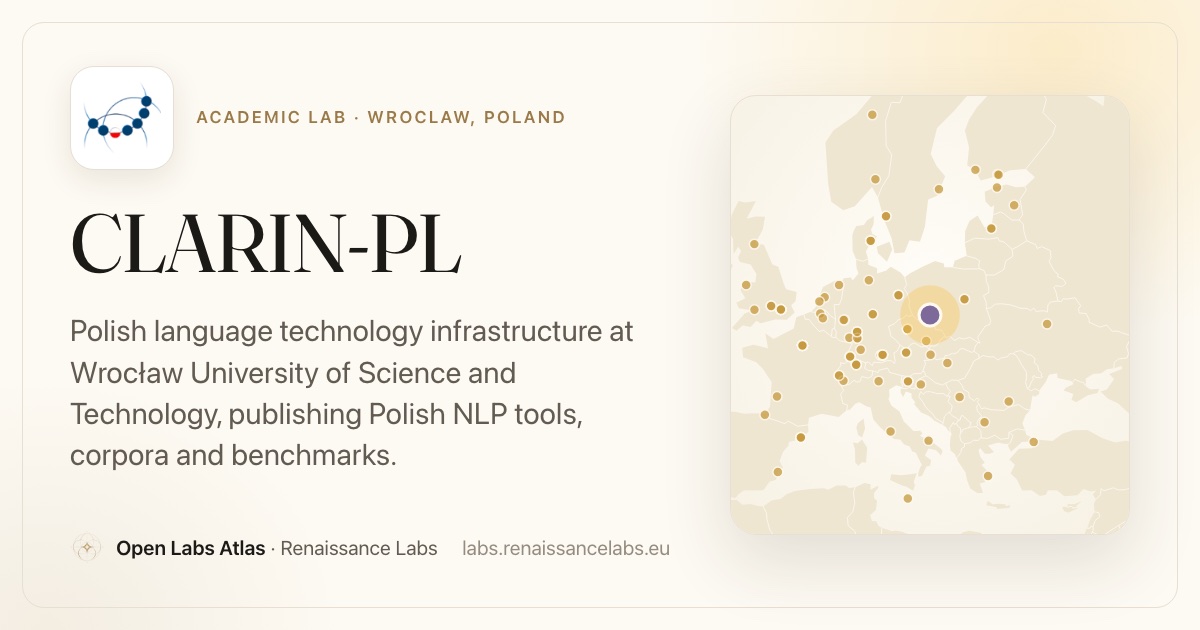 ACADEMIC LAB · WROCLAW, POLAND
CLARIN-PL
Polish language technology infrastructure at
Wrocław University of Science and
Technology, publishing Polish NLP tools,
corpora and benchmarks.
Open Labs Atlas · Renaissance Labs labs.renaissancelabs.eu